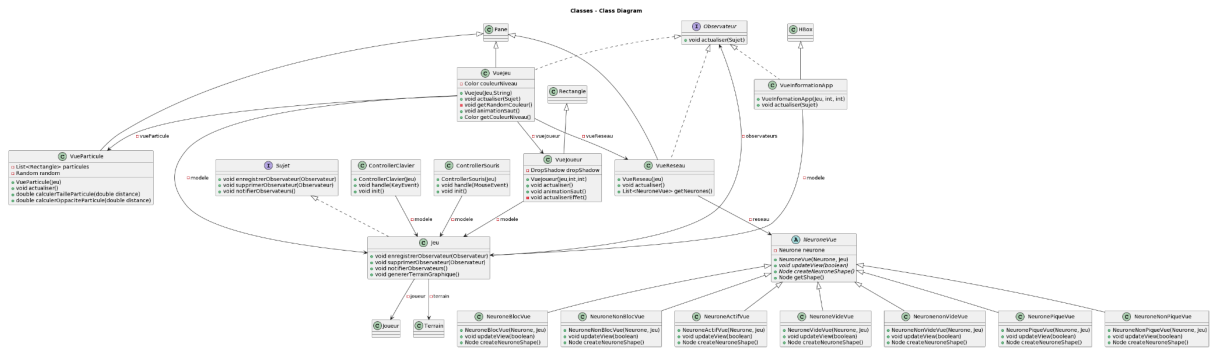 Classes - Class Diagram
Pane
Observateur
void actualiser(Sujet)
HBox
VueJeu
Color couleurNiveau
VueJeu(Jeu,String)
void actualiser(Sujet)
void getRandomCouleur()
void animationSaut()
Color getCouleurNiveau()
VueInformationApp
VueInformationApp(Jeu, int, int)
void actualiser(Sujet)
Rectangle
vueParticule
vueJoueur
vueReseau
observateurs
VueParticule
List<Rectangle> particules
Random random
VueParticule(Jeu)
void actualiser()
double calculerTailleParticule(double distance)
double calculerOppaciteParticule(double distance)
modele
Sujet
void enregistrerObservateur(Observateur)
void supprimerObservateur(Observateur)
void notifierObservateurs()
ControllerClavier
ControllerClavier(Jeu)
void handle(KeyEvent)
void init()
ControllerSouris
ControllerSouris(Jeu)
void handle(MouseEvent)
void init()
VueJoueur
DropShadow dropShadow
VueJoueur(Jeu,int,int)
void actualiser()
void animationSaut()
void actualiserEffet()
VueReseau
VueReseau(Jeu)
void actualiser()
List<NeuroneVue> getNeurones()
modele
modele
modele
modele
reseau
Jeu
void enregistrerObservateur(Observateur)
void supprimerObservateur(Observateur)
void notifierObservateurs()
void genererTerrainGraphique()
NeuroneVue
Neurone neurone
NeuroneVue(Neurone, Jeu)
void updateView(boolean)
Node createNeuroneShape()
Node getShape()
joueur
terrain
Joueur
Terrain
NeuroneBlocVue
NeuroneBlocVue(Neurone, Jeu)
void updateView(boolean)
Node createNeuroneShape()
NeuroneNonBlocVue
NeuroneNonBlocVue(Neurone, Jeu)
void updateView(boolean)
Node createNeuroneShape()
NeuroneActifVue
NeuroneActifVue(Neurone, Jeu)
void updateView(boolean)
Node createNeuroneShape()
NeuroneVideVue
NeuroneVideVue(Neurone, Jeu)
void updateView(boolean)
Node createNeuroneShape()
NeuronenonVideVue
NeuroneNonVideVue(Neurone, Jeu)
void updateView(boolean)
Node createNeuroneShape()
NeuronePiqueVue
NeuronePiqueVue(Neurone, Jeu)
void updateView(boolean)
Node createNeuroneShape()
NeuroneNonPiqueVue
NeuroneNonPiqueVue(Neurone, Jeu)
void updateView(boolean)
Node createNeuroneShape()